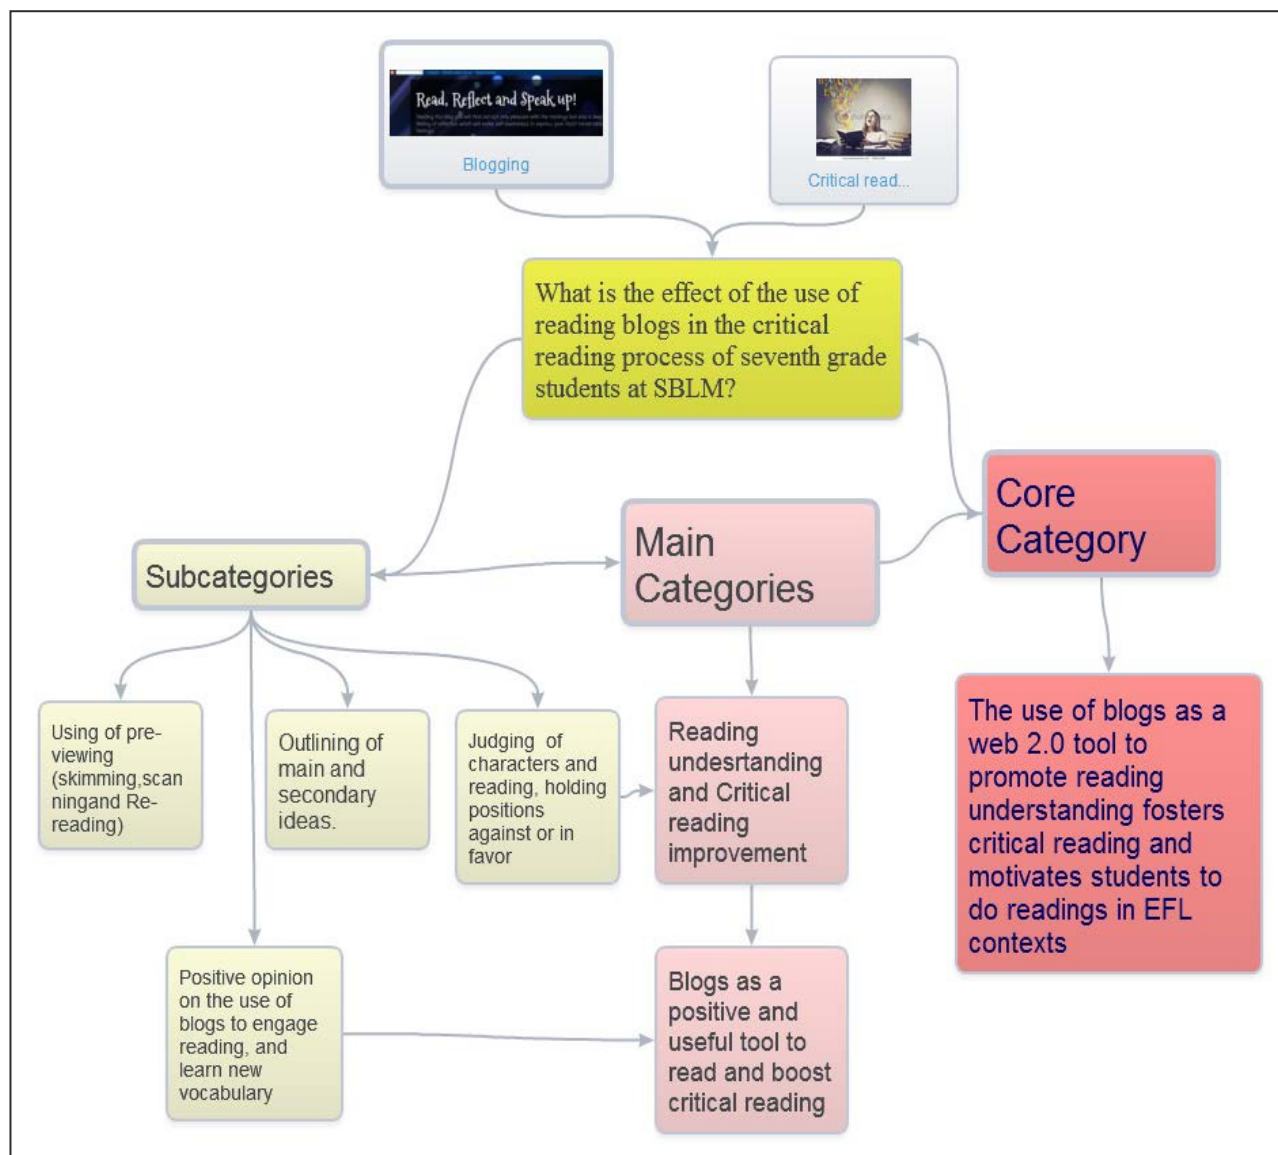 Read, Reflect and Speak up!
Blogging
Critical read...
What is the effect of the use of
reading blogs in the critical
reading process of seventh grade
students at SBLM?
Core
Category
Main
Categories
Subcategories
Using of pre-
viewing
(skimming,scan
ningand Re-
reading)
Outlining of
main and
secondary
ideas.
Judging of
characters and
reading, holding
positions
against or in
favor
Reading
undesrtanding
and Critical
reading
improvement
The use of blogs as a
web 2.0 tool to
promote reading
understanding fosters
critical reading and
motivates students to
do readings in EFL
contexts
Positive opinion
on the use of
blogs to engage
reading, and
learn new
vocabulary
Blogs as a
positive and
useful tool to
read and boost
critical reading